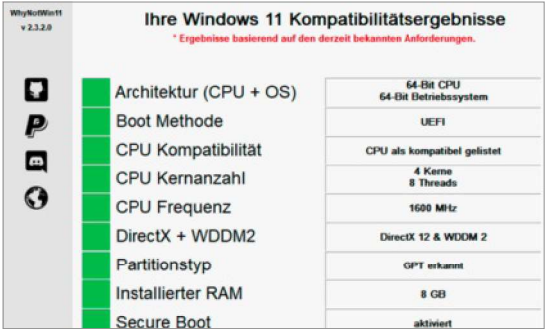 WhyNotWin11
v 2.3.2.0
Ihre Windows 11 Kompatibilitätsergebnisse
* Ergebnisse basierend auf den derzeit bekannten Anforderungen.
Architektur (CPU + OS)
64-Bit CPU
64-Bit Betriebssystem
Boot Methode
UEFI
CPU Kompatibilität
CPU als kompatibel gelistet
CPU Kernanzahl
4 Kerne
8 Threads
CPU Frequenz
1600 MHz
DirectX + WDDM2
DirectX 12 & WDDM 2
Partitionstyp
GPT erkannt
Installierter RAM
8 GB
Secure Boot
aktiviert